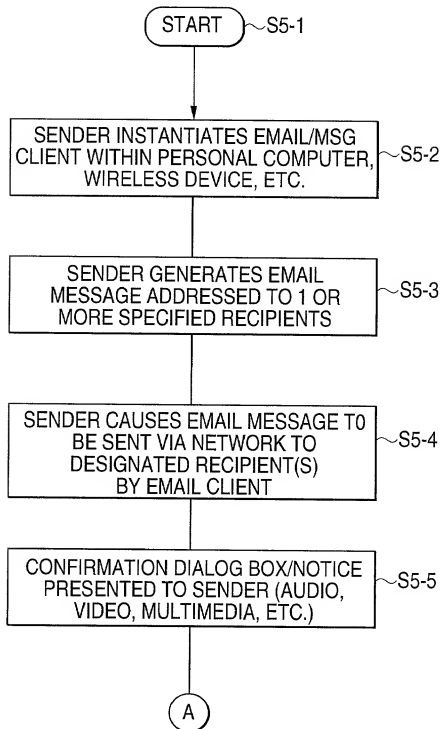 START
S5-1
SENDER INSTANTIATES EMAIL/MSG
CLIENT WITHIN PERSONAL COMPUTER,
WIRELESS DEVICE, ETC.
S5-2
SENDER GENERATES EMAIL
MESSAGE ADDRESSED TO 1 OR
MORE SPECIFIED RECIPIENTS
S5-3
SENDER CAUSES EMAIL MESSAGE T0
BE SENT VIA NETWORK TO
DESIGNATED RECIPIENT(S)
BY EMAIL CLIENT
S5-4
CONFIRMATION DIALOG BOX/NOTICE
PRESENTED TO SENDER (AUDIO,
VIDEO, MULTIMEDIA, ETC.)
S5-5
A